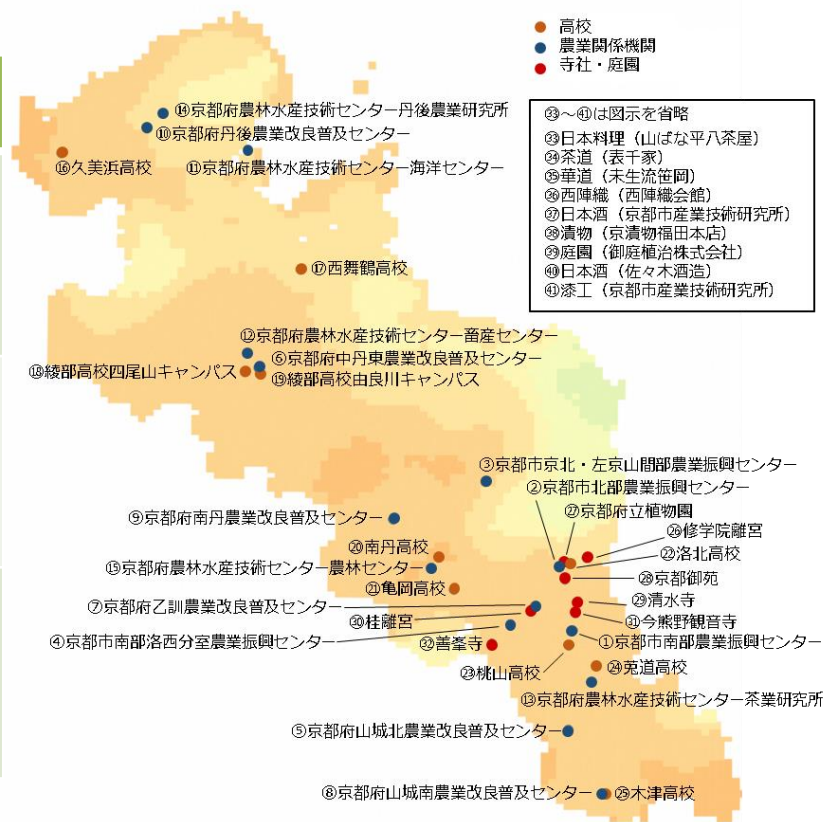 高校
農業関係機関
寺社・庭園
㉝～㊶は図示を省略
㉝日本料理（山ばな平八茶屋）
㉞茶道（表千家）
㉟華道（未生流笹岡）
㊱西陣織（西陣織会館）
㊲日本酒（京都市産業技術研究所）
㊳漬物（京漬物福田本店）
㊴庭園（御庭植治株式会社）
㊵日本酒（佐々木酒造）
㊶漆工（京都市産業技術研究所）
⑭京都府農林水産技術センター丹後農業研究所
⑩京都府丹後農業改良普及センター
⑯久美浜高校
⑪京都府農林水産技術センター海洋センター
⑰西舞鶴高校
⑫京都府農林水産技術センター畜産センター
⑥京都府中丹東農業改良普及センター
⑱綾部高校四尾山キャンパス
⑲綾部高校由良川キャンパス
③京都市京北・左京山間部農業振興センター
②京都市北部農業振興センター
㉗京都府立植物園
⑨京都府南丹農業改良普及センター
㉖修学院離宮
⑳南丹高校
㉒洛北高校
⑮京都府農林水産技術センター農林センター
㉘京都御苑
㉑亀岡高校
㉙清水寺
⑦京都府乙訓農業改良普及センター
㉚桂離宮
㉛今熊野観音寺
④京都市南部洛西分室農業振興センター
㉜善峯寺
①京都市南部農業振興センター
㉓桃山高校
㉔莵道高校
⑬京都府農林水産技術センター茶業研究所
⑤京都府山城北農業改良普及センター
⑧京都府山城南農業改良普及センター
㉕木津高校